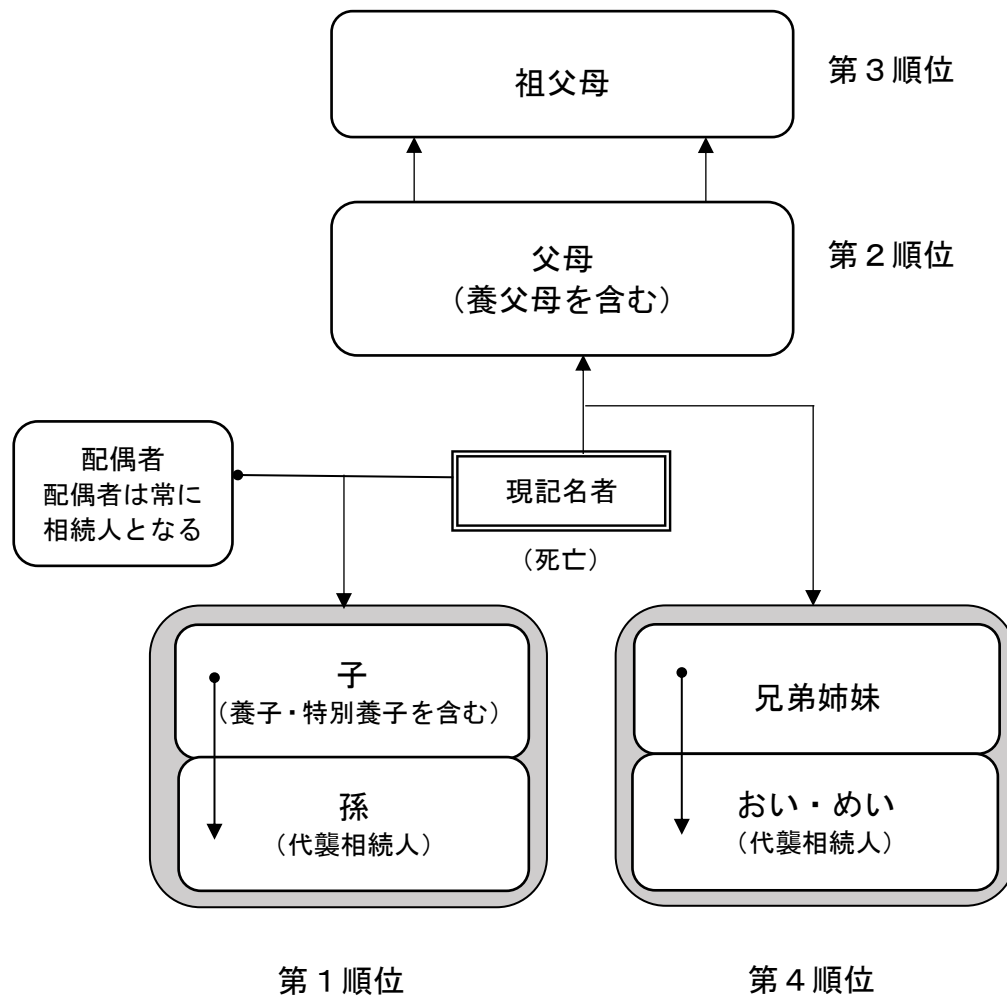 祖父母
第3順位
父母
(養父母を含む)
第2順位
配偶者
配偶者は常に
相続人となる
現記名者
(死亡)
子
(養子・特別養子を含む)
孫
(代襲相続人)
第1順位
兄弟姉妹
おい・めい
(代襲相続人)
第4順位